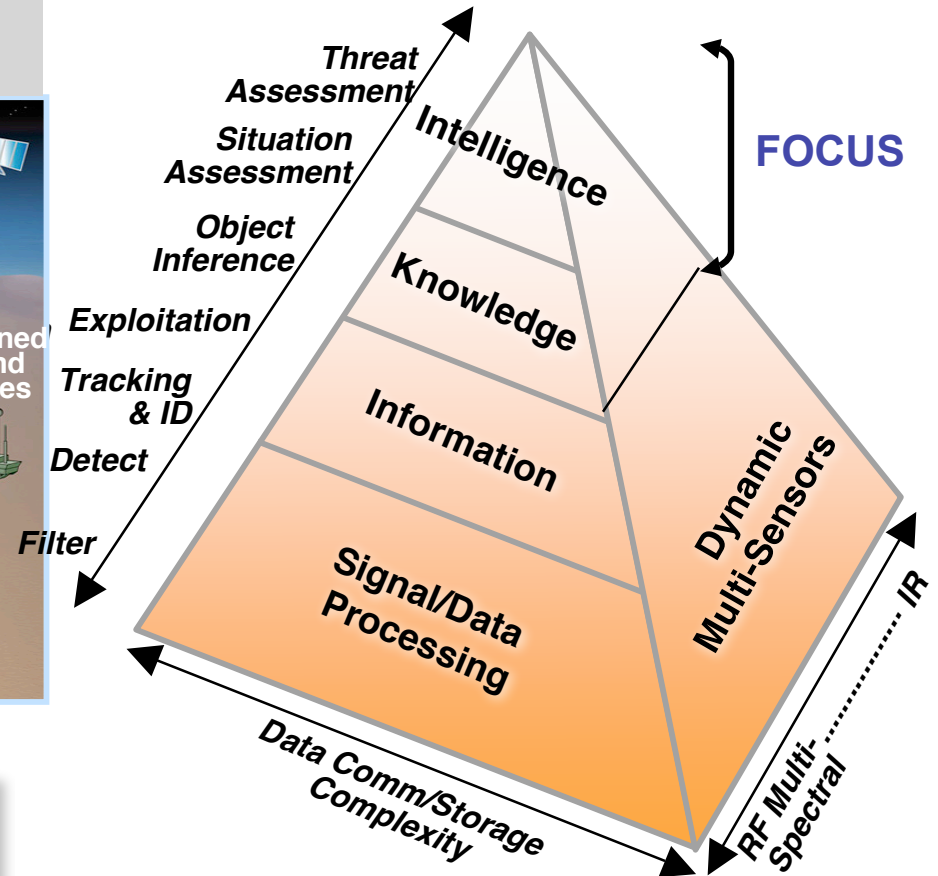 Threat
Assessment
Situation
Assessment
Object
Inference
Exploitation
Tracking
& ID
Detect
Filter
Intelligence
Knowledge
Information
Signal/Data
Processing
FOCUS
Dynamic
Multi-Sensors
Data Comm/Storage
Complexity
RF Multi- ............ IR
Spectral